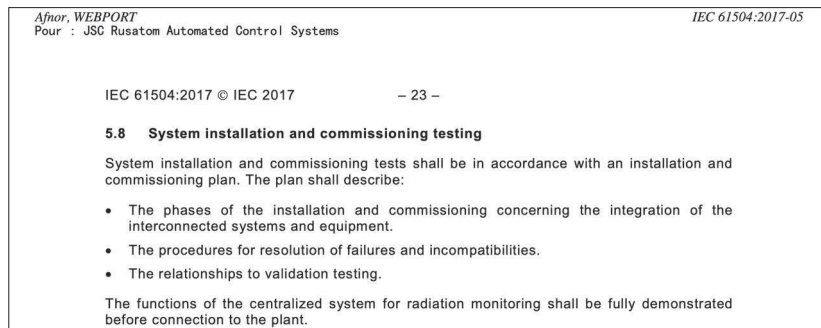 Afnor, WEBPORT IEC 61504:2017-05
Pour : JSC Rusatom Automated Control Systems
IEC 61504:2017 © IEC 2017 – 23 –
5.8 System installation and commissioning testing
System installation and commissioning tests shall be in accordance with an installation and
commissioning plan. The plan shall describe:
• The phases of the installation and commissioning concerning the integration of the
interconnected systems and equipment.
• The procedures for resolution of failures and incompatibilities.
• The relationships to validation testing.
The functions of the centralized system for radiation monitoring shall be fully demonstrated
before connection to the plant.